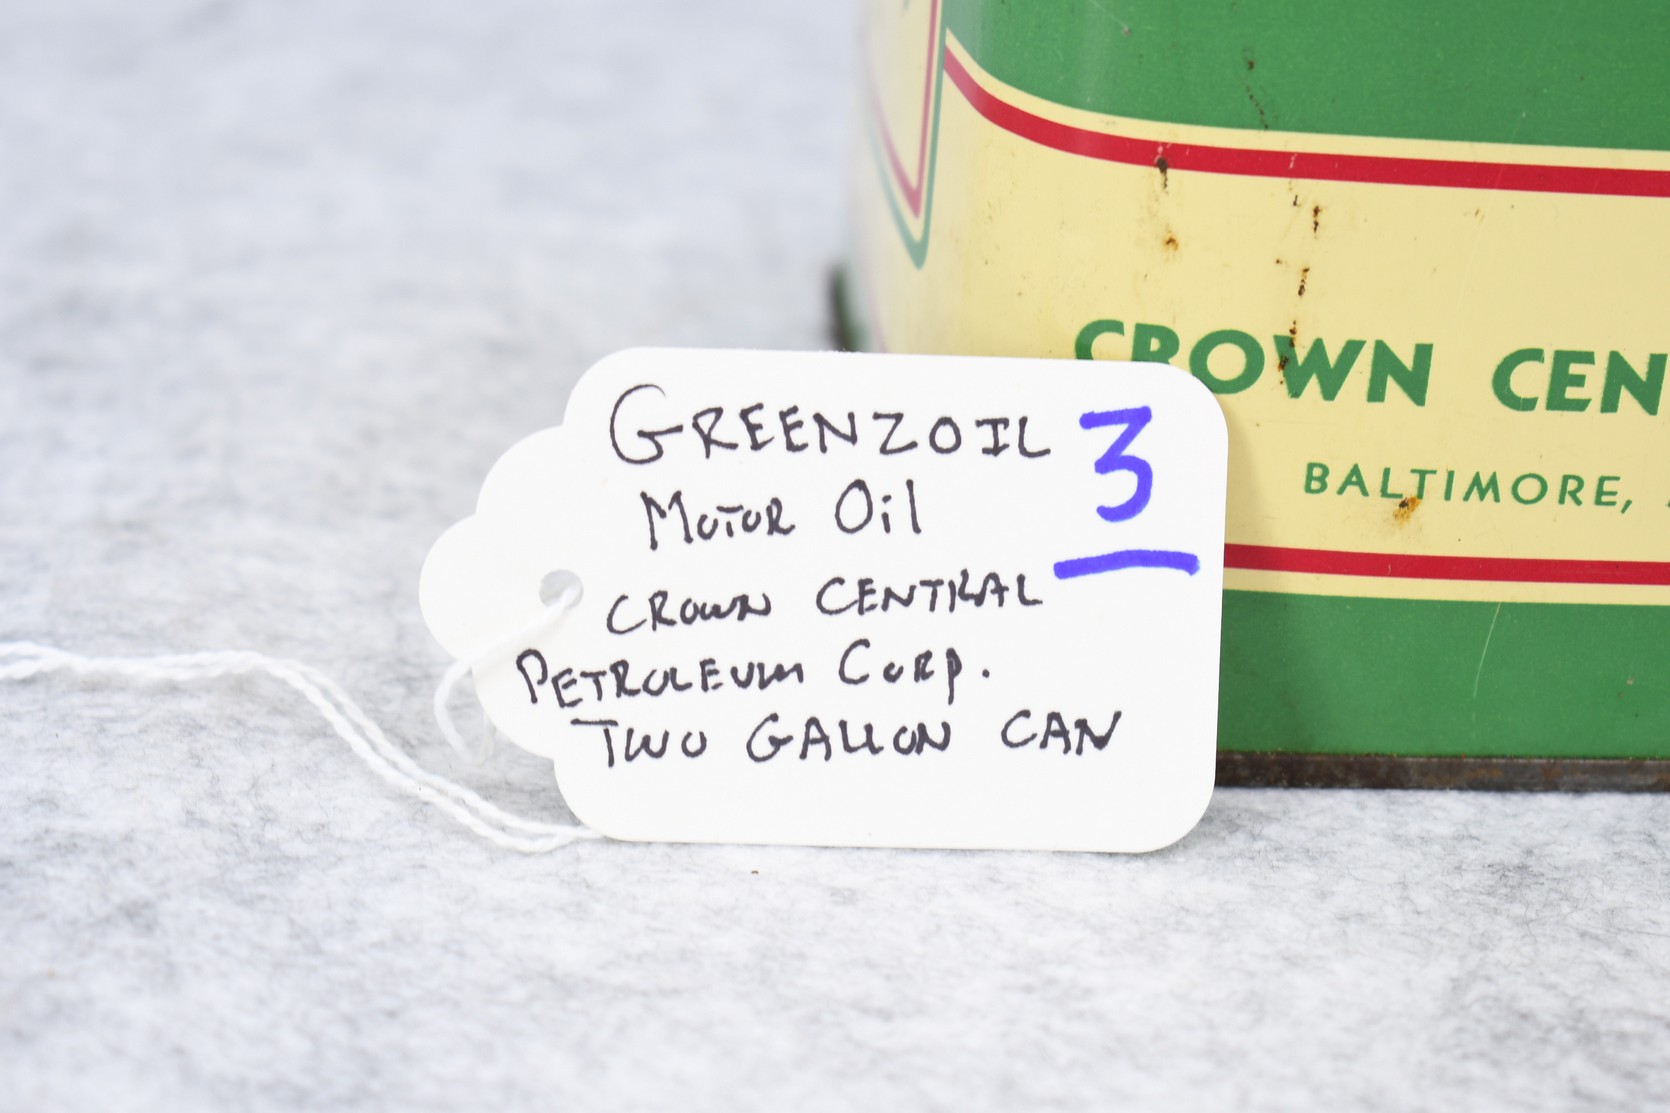 GREENZOIL 3
MOTOR Oil
CROWN CENTRAL
PETROLEUM CORP.
TWO GALLON CAN
CROWN CEN
BALTIMORE,